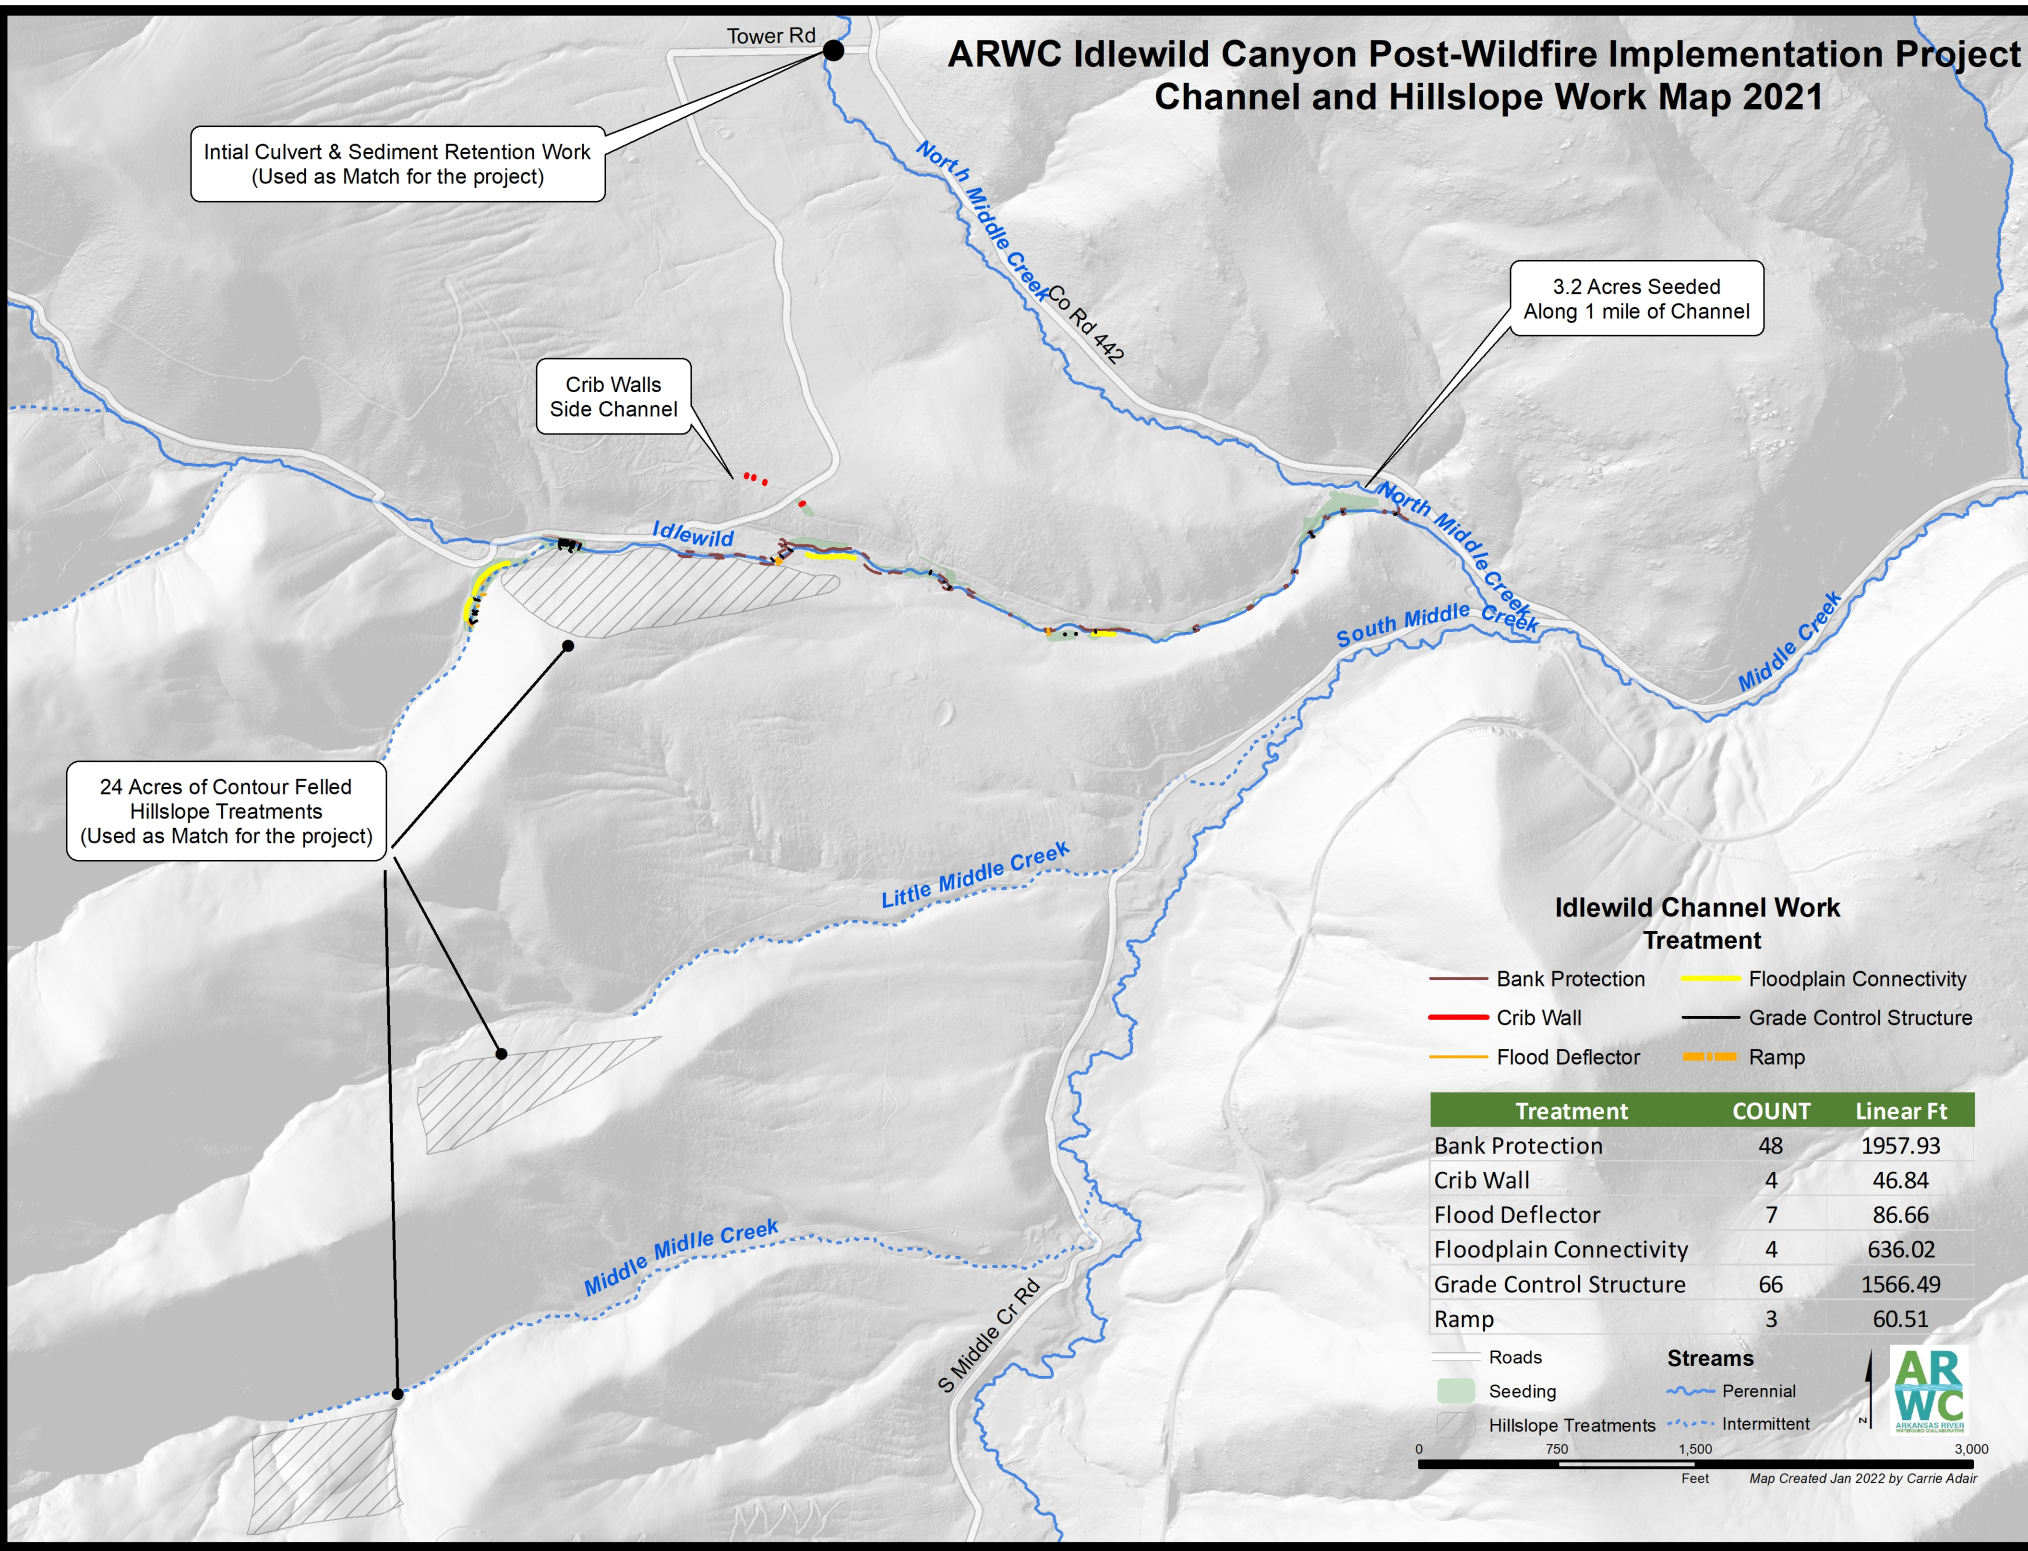 Tower Rd
ARWC Idlewild Canyon Post-Wildfire Implementation Project
Channel and Hillslope Work Map 2021
Intial Culvert & Sediment Retention Work
(Used as Match for the project)
North Middle Creek
Co Rd 442
3.2 Acres Seeded
Along 1 mile of Channel
Crib Walls
Side Channel
Idlewild
North Middle Creek
South Middle Creek
Middle Creek
24 Acres of Contour Felled
Hillslope Treatments
(Used as Match for the project)
Little Middle Creek
Middle Midlle Creek
S Middle Cr Rd
Idlewild Channel Work
Treatment
Bank Protection Floodplain Connectivity
Crib Wall Grade Control Structure
Flood Deflector Ramp
Treatment COUNT Linear Ft
Bank Protection 48 1957.93
Crib Wall 4 46.84
Flood Deflector 7 86.66
Floodplain Connectivity 4 636.02
Grade Control Structure 66 1566.49
Ramp 3 60.51
Roads Streams
Seeding Perennial
Hillslope Treatments Intermittent
N
AR
WC
ARKANSAS RIVER
WATERSHED COLLABORATIVE
0 750 1,500 3,000
Feet
Map Created Jan 2022 by Carrie Adair